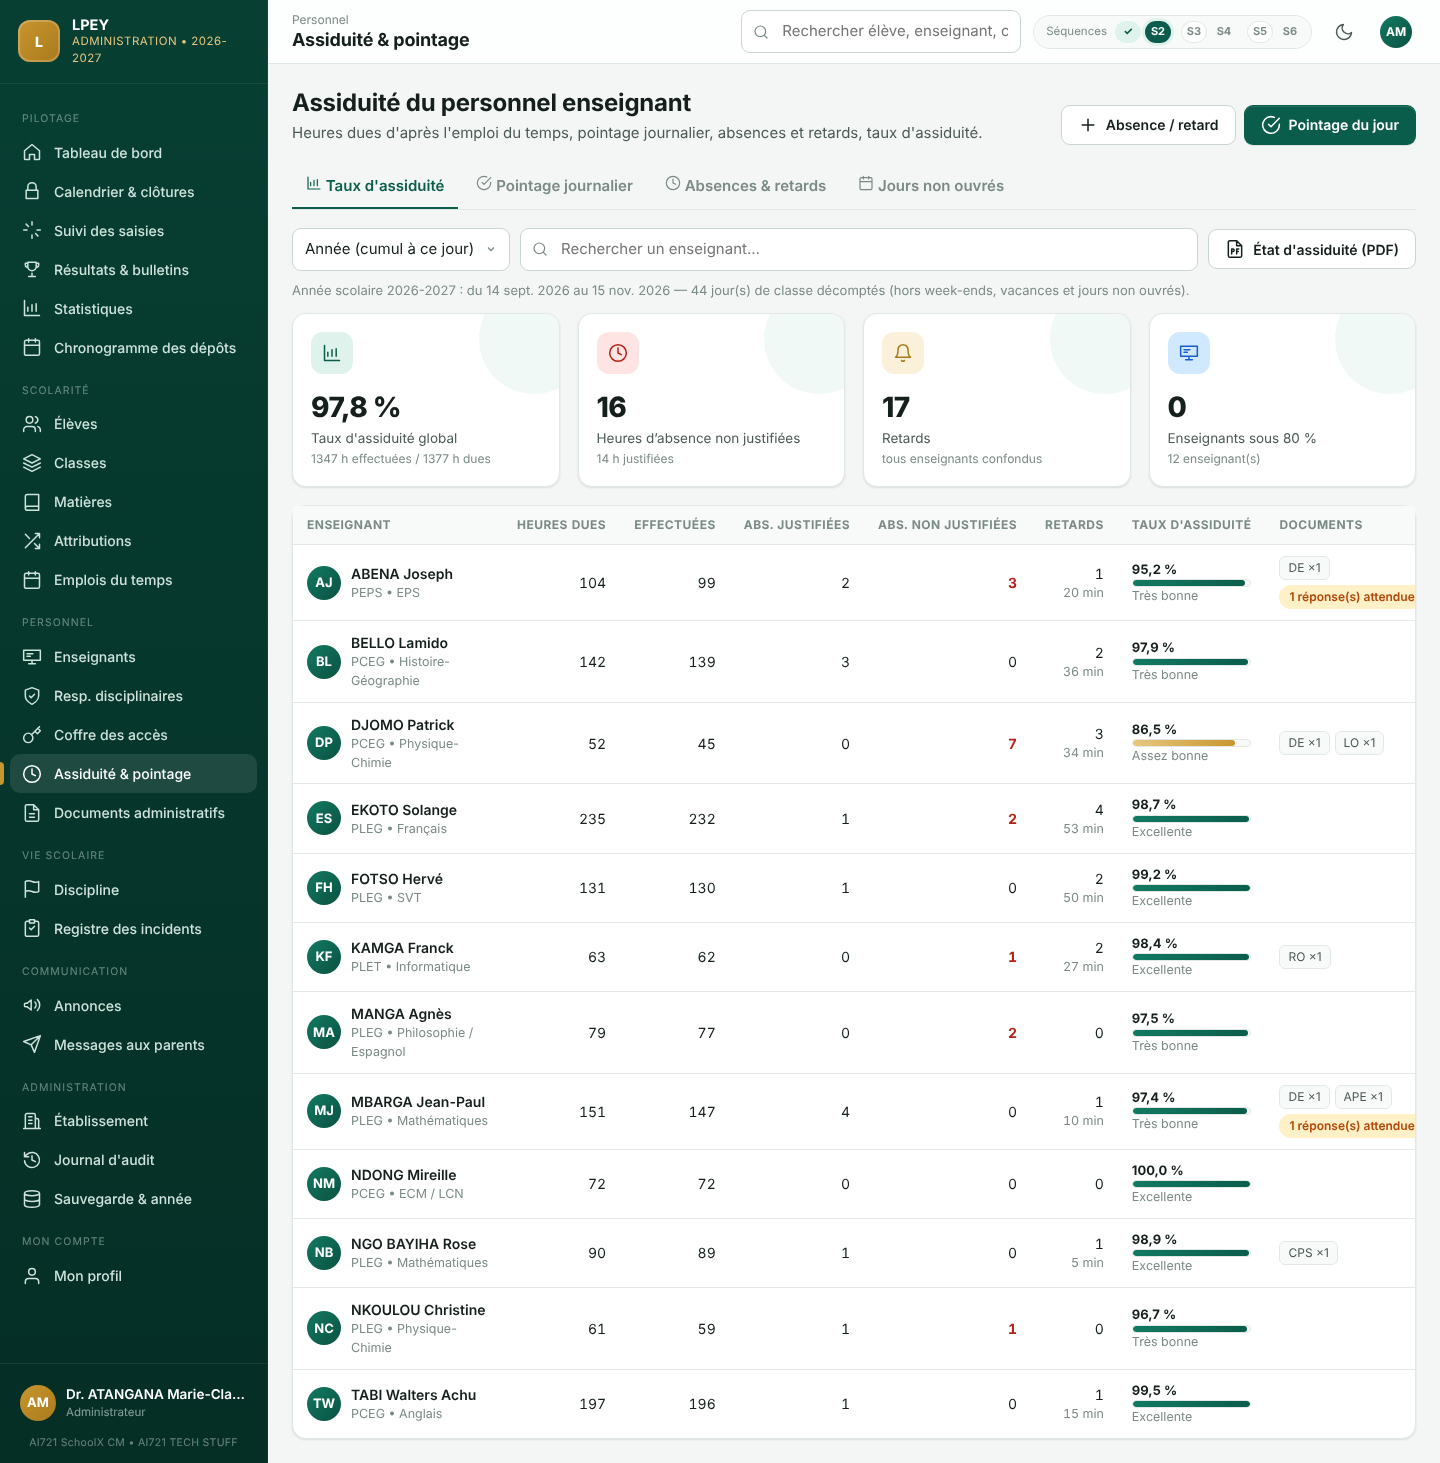 L
LPEY
ADMINISTRATION • 2026-
2027
PILOTAGE
Tableau de bord
Calendrier & clôtures
Suivi des saisies
Résultats & bulletins
Statistiques
Chronogramme des dépôts
SCOLARITÉ
Élèves
Classes
Matières
Attributions
Emplois du temps
PERSONNEL
Enseignants
Resp. disciplinaires
Coffre des accès
Assiduité & pointage
Documents administratifs
VIE SCOLAIRE
Discipline
Registre des incidents
COMMUNICATION
Annonces
Messages aux parents
ADMINISTRATION
Établissement
Journal d'audit
Sauvegarde & année
MON COMPTE
Mon profil
AM
Dr. ATANGANA Marie-Cla...
Administrateur
AI721 SchoolX CM • AI721 TECH STUFF
Personnel
Assiduité & pointage
Rechercher élève, enseignant, c
Séquences ✓ S2 S3 S4 S5 S6
AM
Assiduité du personnel enseignant
Heures dues d'après l'emploi du temps, pointage journalier, absences et retards, taux d'assiduité.
Absence / retard
Pointage du jour
Taux d'assiduité
Pointage journalier
Absences & retards
Jours non ouvrés
Année (cumul à ce jour)
Rechercher un enseignant...
État d'assiduité (PDF)
Année scolaire 2026-2027 : du 14 sept. 2026 au 15 nov. 2026 — 44 jour(s) de classe décomptés (hors week-ends, vacances et jours non ouvrés).
97,8 %
Taux d'assiduité global
1347 h effectuées / 1377 h dues
16
Heures d’absence non justifiées
14 h justifiées
17
Retards
tous enseignants confondus
0
Enseignants sous 80 %
12 enseignant(s)
ENSEIGNANT HEURES DUES EFFECTUÉES ABS. JUSTIFIÉES ABS. NON JUSTIFIÉES RETARDS TAUX D'ASSIDUITÉ DOCUMENTS
AJ ABENA Joseph 104 99 2 3 1 95,2 % DE ×1
PEPS • EPS 20 min Très bonne 1 réponse(s) attendue
BL BELLO Lamido 142 139 3 0 2 97,9 %
PCEG • Histoire- 36 min Très bonne
Géographie
DP DJOMO Patrick 52 45 0 7 3 86,5 % DE ×1 LO ×1
PCEG • Physique- 34 min Assez bonne
Chimie
ES EKOTO Solange 235 232 1 2 4 98,7 %
PLEG • Français 53 min Excellente
FH FOTSO Hervé 131 130 1 0 2 99,2 %
PLEG • SVT 50 min Excellente
KF KAMGA Franck 63 62 0 1 2 98,4 % RO ×1
PLET • Informatique 27 min Excellente
MA MANGA Agnès 79 77 0 2 0 97,5 %
PLEG • Philosophie / Très bonne
Espagnol
MJ MBARGA Jean-Paul 151 147 4 0 1 97,4 % DE ×1 APE ×1
PLEG • Mathématiques 10 min Très bonne 1 réponse(s) attendue
NM NDONG Mireille 72 72 0 0 0 100,0 %
PCEG • ECM / LCN Excellente
NB NGO BAYIHA Rose 90 89 1 0 1 98,9 % CPS ×1
PLEG • Mathématiques 5 min Excellente
NC NKOULOU Christine 61 59 1 1 0 96,7 %
PLEG • Physique- Très bonne
Chimie
TW TABI Walters Achu 197 196 1 0 1 99,5 %
PCEG • Anglais 15 min Excellente